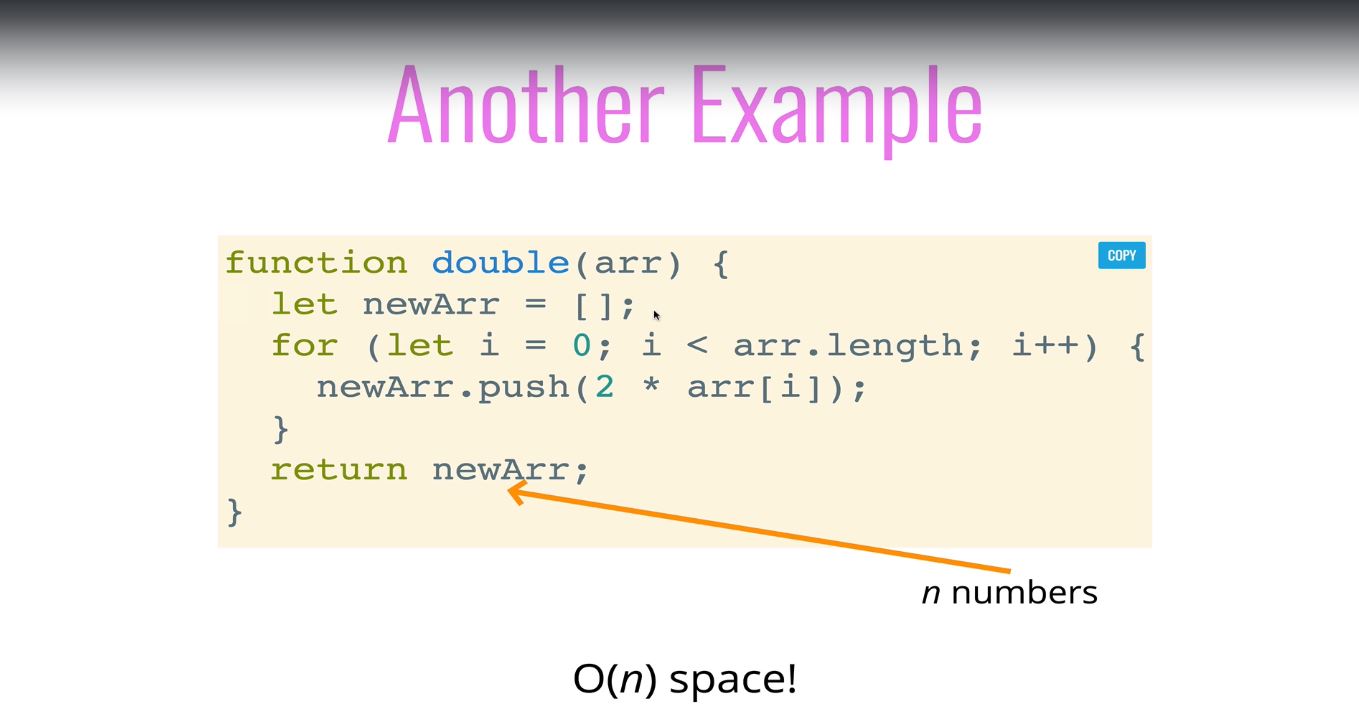 Another Example
COPY
function double(arr) {
  let newArr = [];
  for (let i = 0; i < arr.length; i++) {
    newArr.push(2 * arr[i]);
  }
  return newArr;
}
n numbers
O(n) space!